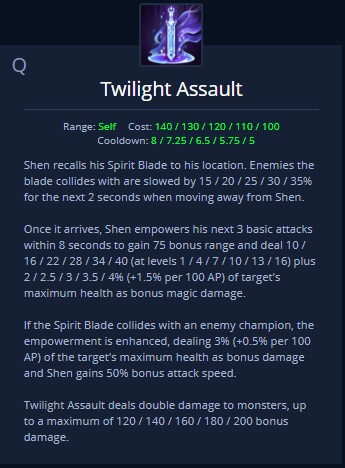 Q
Twilight Assault
Range: Self Cost: 140 / 130 / 120 / 110 / 100
Cooldown: 8 / 7.25 / 6.5 / 5.75 / 5
Shen recalls his Spirit Blade to his location. Enemies the
blade collides with are slowed by 15 / 20 / 25 / 30 / 35%
for the next 2 seconds when moving away from Shen.
Once it arrives, Shen empowers his next 3 basic attacks
within 8 seconds to gain 75 bonus range and deal 10 /
16 / 22 / 28 / 34 / 40 (at levels 1 / 4 / 7 / 10 / 13 / 16) plus
2 / 2.5 / 3 / 3.5 / 4% (+1.5% per 100 AP) of target's
maximum health as bonus magic damage.
If the Spirit Blade collides with an enemy champion, the
empowerment is enhanced, dealing 3% (+0.5% per 100
AP) of the target's maximum health as bonus damage
and Shen gains 50% bonus attack speed.
Twilight Assault deals double damage to monsters, up
to a maximum of 120 / 140 / 160 / 180 / 200 bonus
damage.